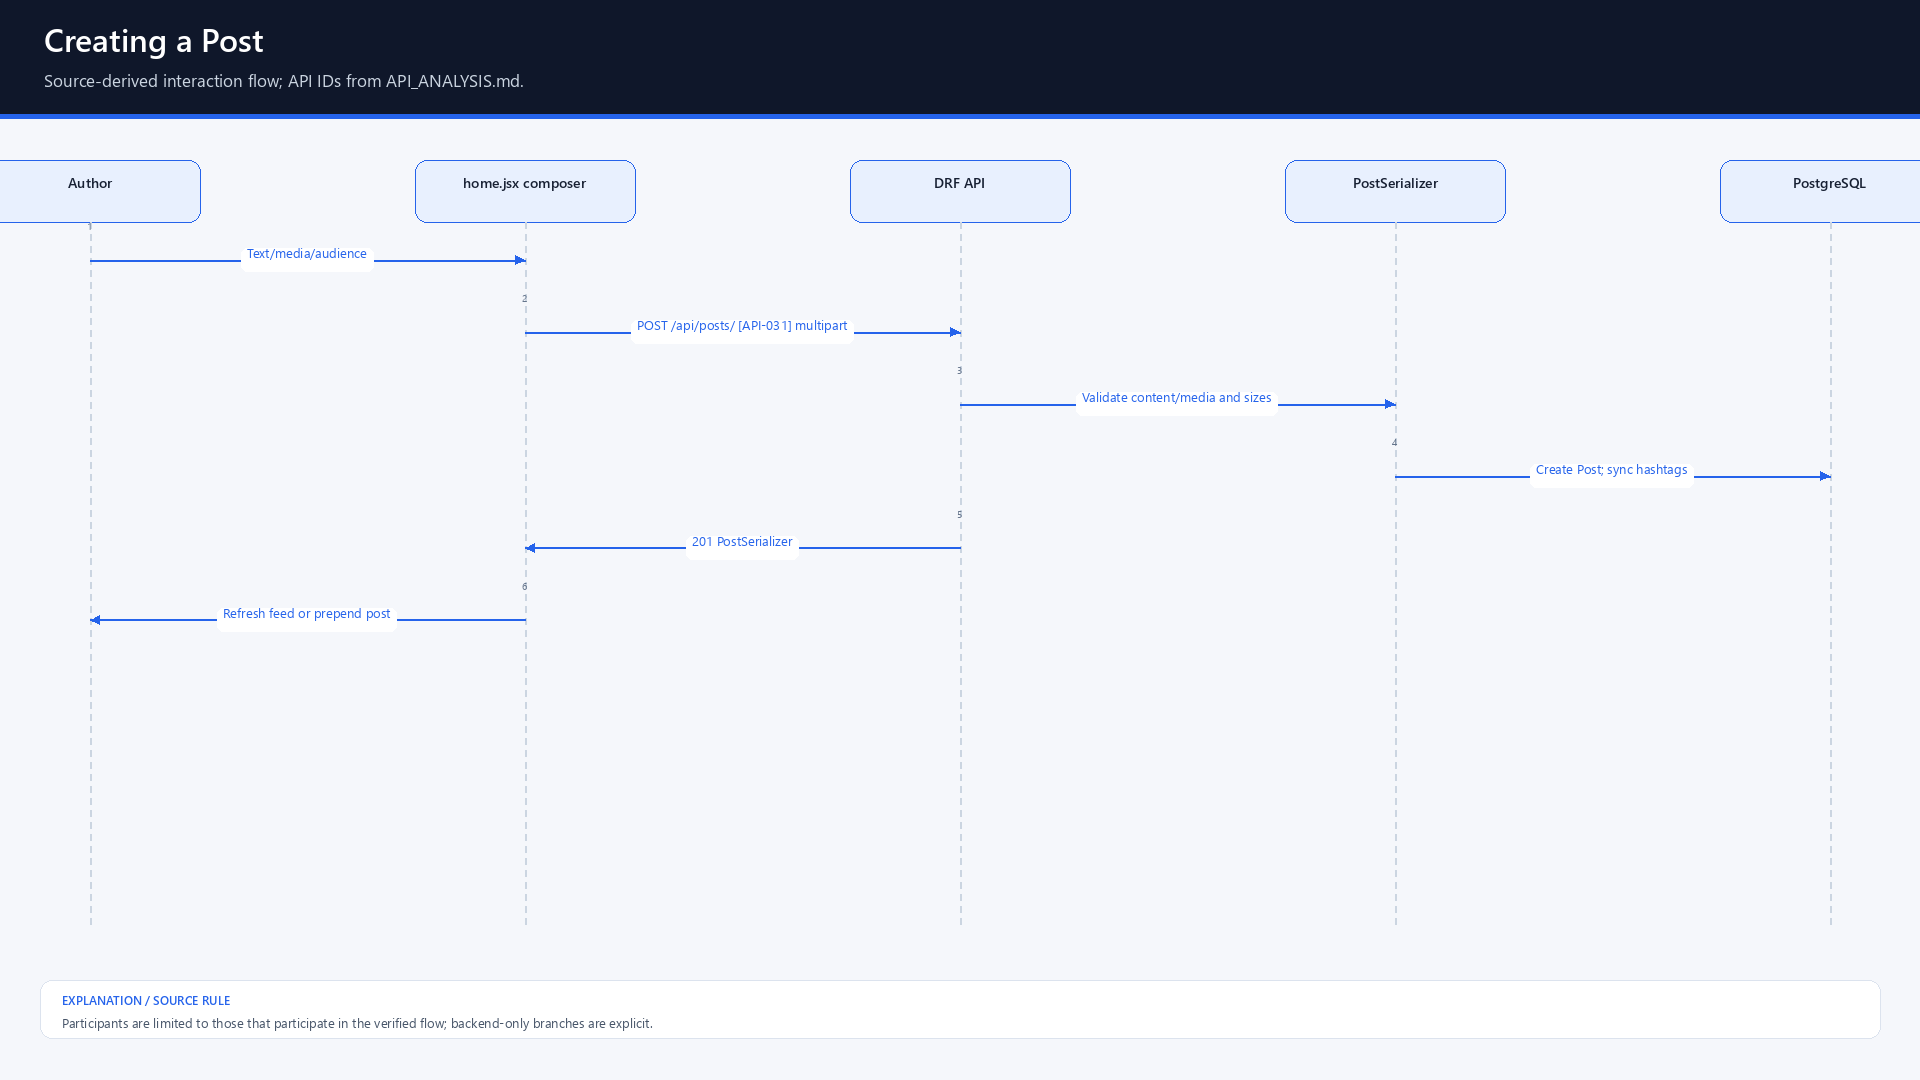 Creating a Post
Source-derived interaction flow; API IDs from API_ANALYSIS.md.
Author
home.jsx composer
DRF API
PostSerializer
PostgreSQL
1
Text/media/audience
2
POST /api/posts/ [API-031] multipart
3
Validate content/media and sizes
4
Create Post; sync hashtags
5
201 PostSerializer
6
Refresh feed or prepend post
EXPLANATION / SOURCE RULE
Participants are limited to those that participate in the verified flow; backend-only branches are explicit.